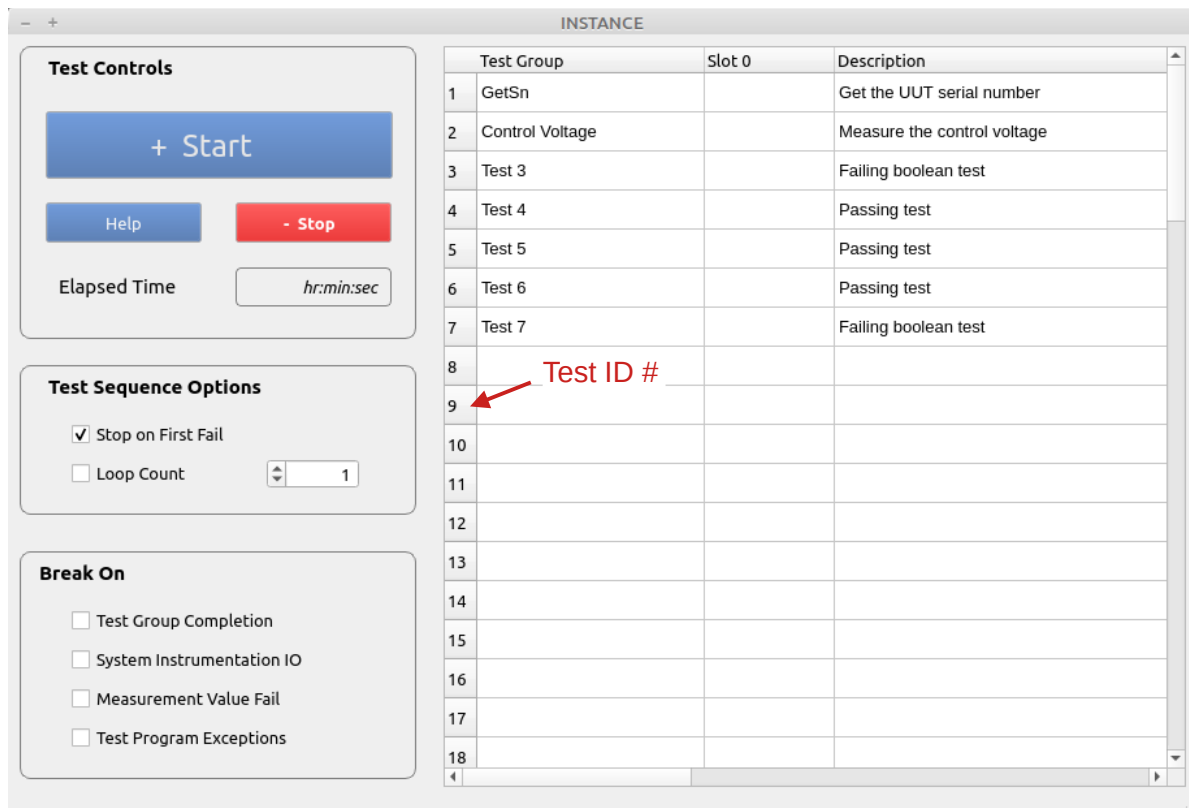 INSTANCE
Test Controls
+ Start
Help
- Stop
Elapsed Time
hr:min:sec
Test Sequence Options
Stop on First Fail
Loop Count 1
Break On
Test Group Completion
System Instrumentation IO
Measurement Value Fail
Test Program Exceptions
Test Group Slot 0 Description
1 GetSn Get the UUT serial number
2 Control Voltage Measure the control voltage
3 Test 3 Failing boolean test
4 Test 4 Passing test
5 Test 5 Passing test
6 Test 6 Passing test
7 Test 7 Failing boolean test
8
Test ID #
9
10
11
12
13
14
15
16
17
18